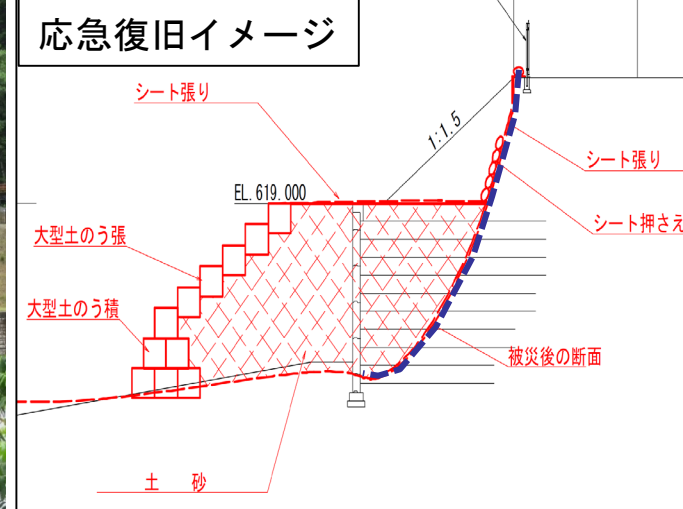 応急復旧イメージ
シート張り
1:1.5
シート張り
EL.619.000
シート押さえ
大型土のう張
大型土のう積
被災後の断面
土 砂